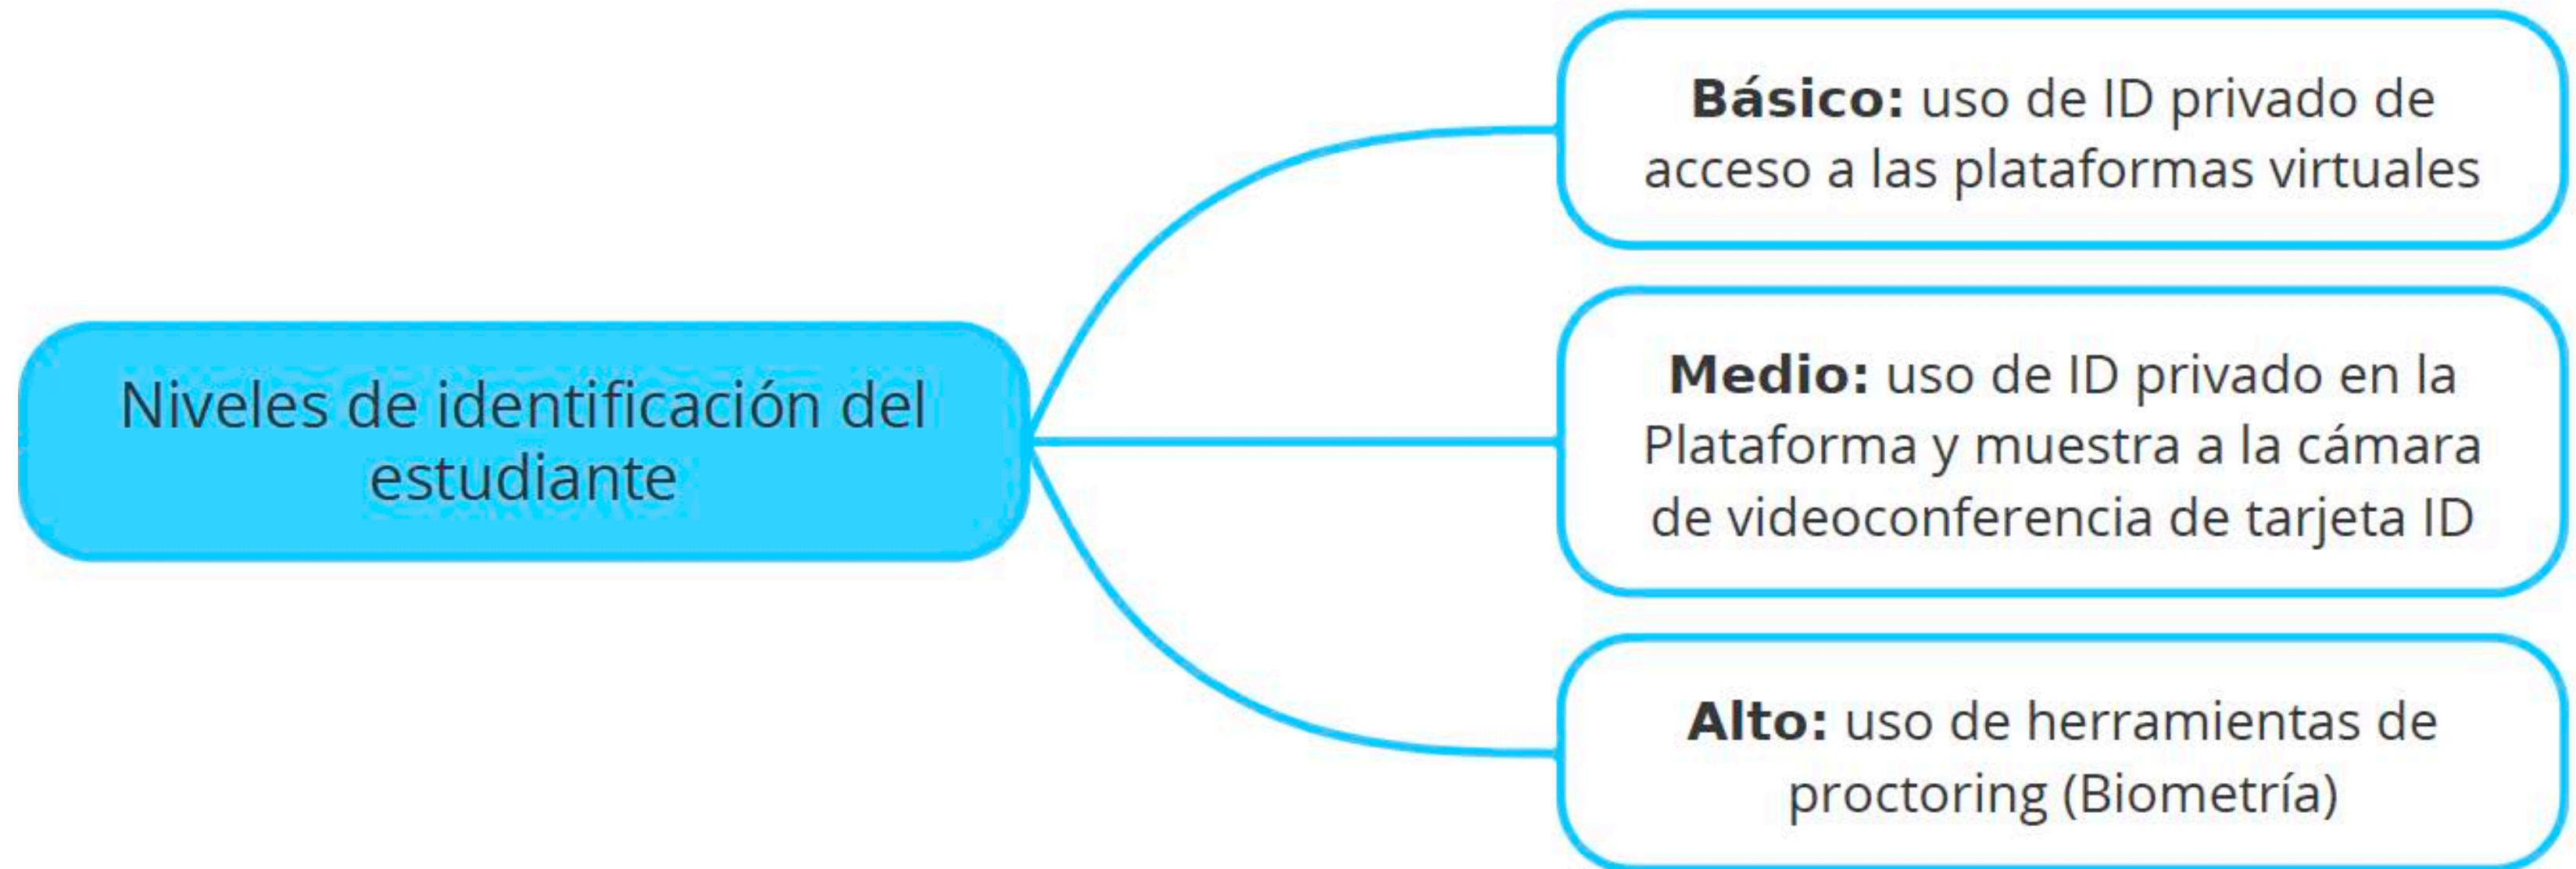 Niveles de identificación del
estudiante
Básico: uso de ID privado de
acceso a las plataformas virtuales
Medio: uso de ID privado en la
Plataforma y muestra a la cámara
de videoconferencia de tarjeta ID
Alto: uso de herramientas de
proctoring (Biometría)